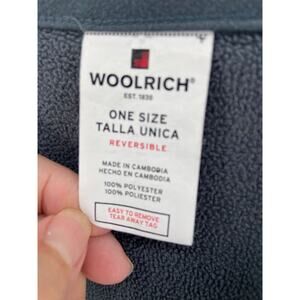 WOOLRICH®
EST. 1830
ONE SIZE
TALLA UNICA
REVERSIBLE
MADE IN CAMBODIA
HECHO EN CAMBODIA
100% POLYESTER
100% POLIESTER
EASY TO REMOVE
TEAR AWAY TAG